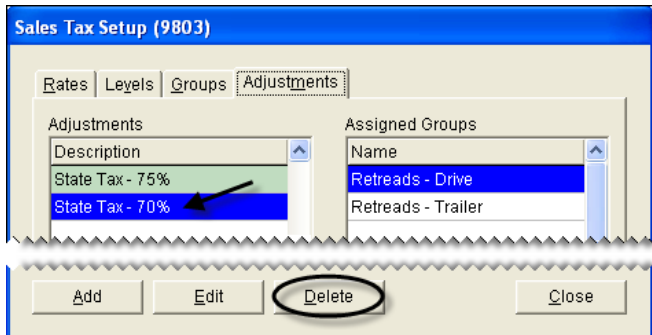 Sales Tax Setup (9803)
Rates Levels Groups Adjustments
Adjustments Assigned Groups
Description Name
State Tax - 75% Retreads - Drive
State Tax - 70% Retreads - Trailer
Add Edit Delete Close